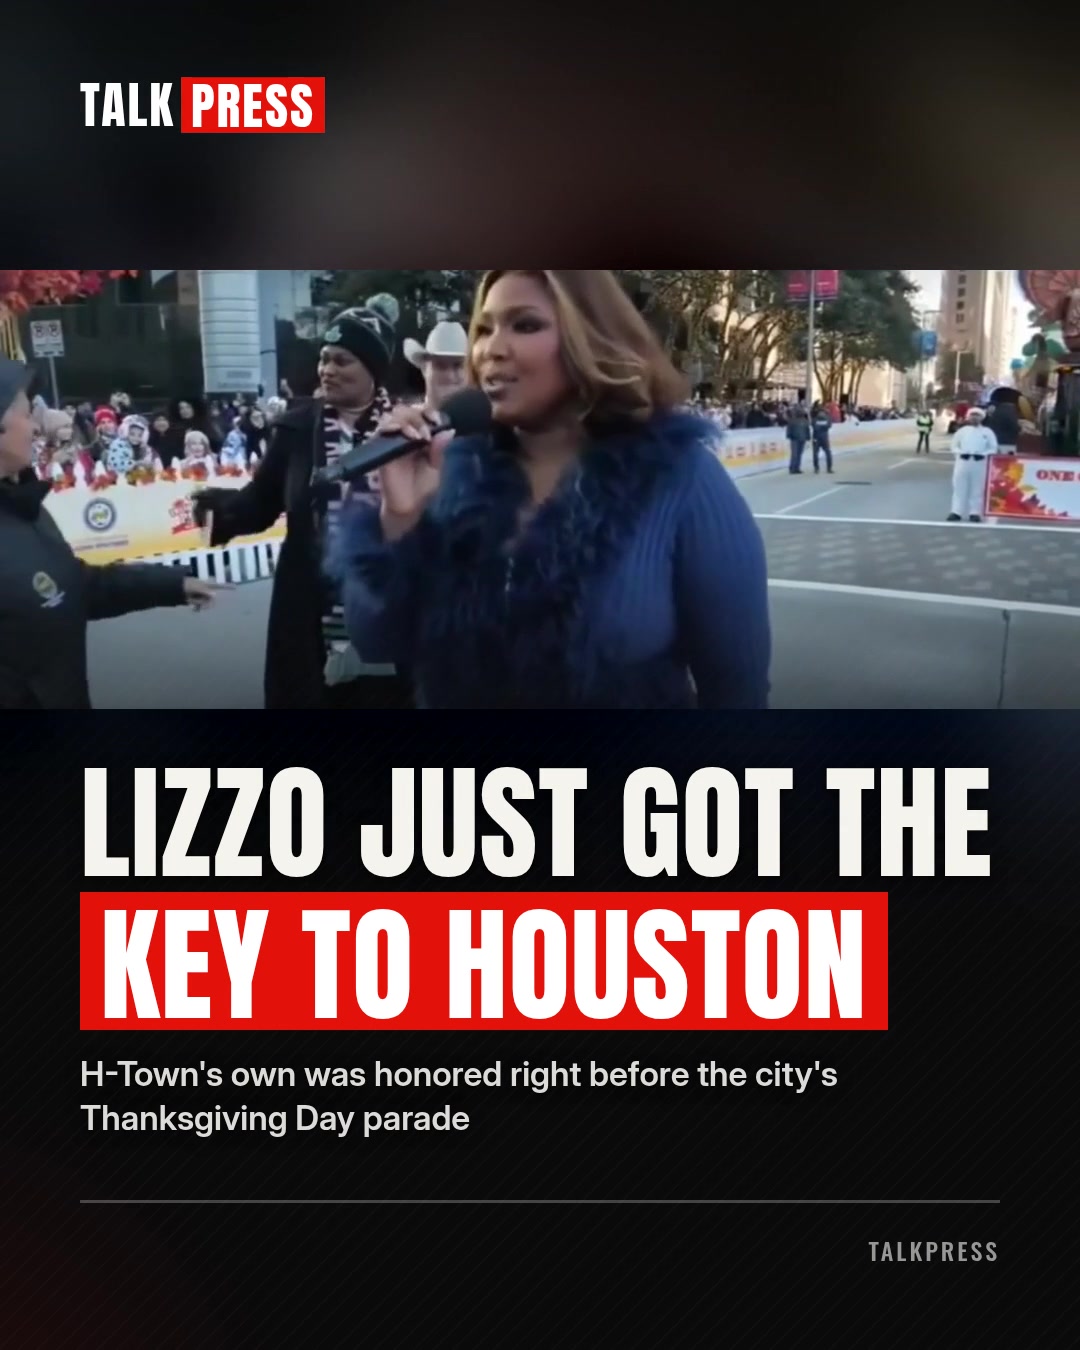 TALK PRESS
ONE
LIZZO JUST GOT THE
KEY TO HOUSTON
H-Town's own was honored right before the city's
Thanksgiving Day parade
TALKPRESS